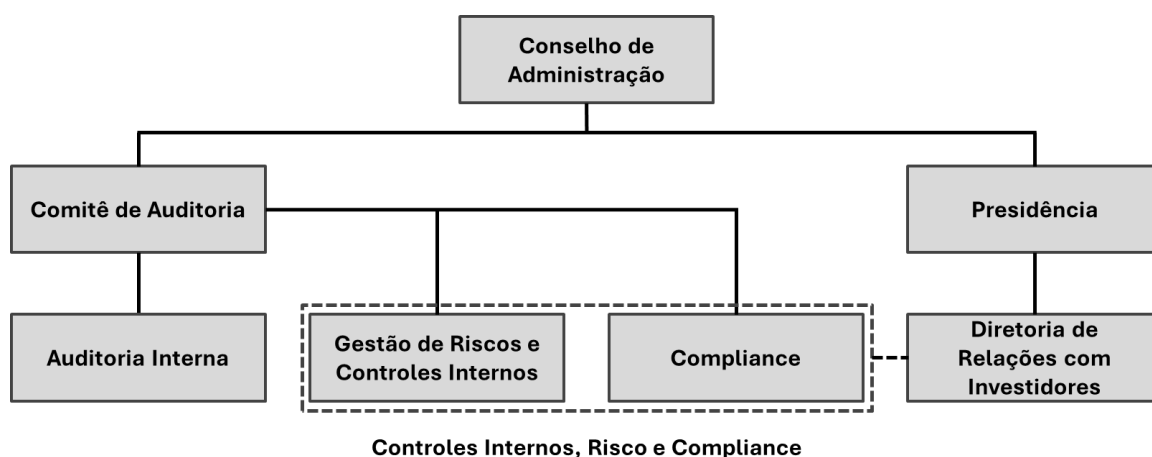 Conselho de
Administração
Comitê de Auditoria
Presidência
Auditoria Interna
Gestão de Riscos e
Controles Internos
Compliance
Diretoria de
Relações com
Investidores
Controles Internos, Risco e Compliance